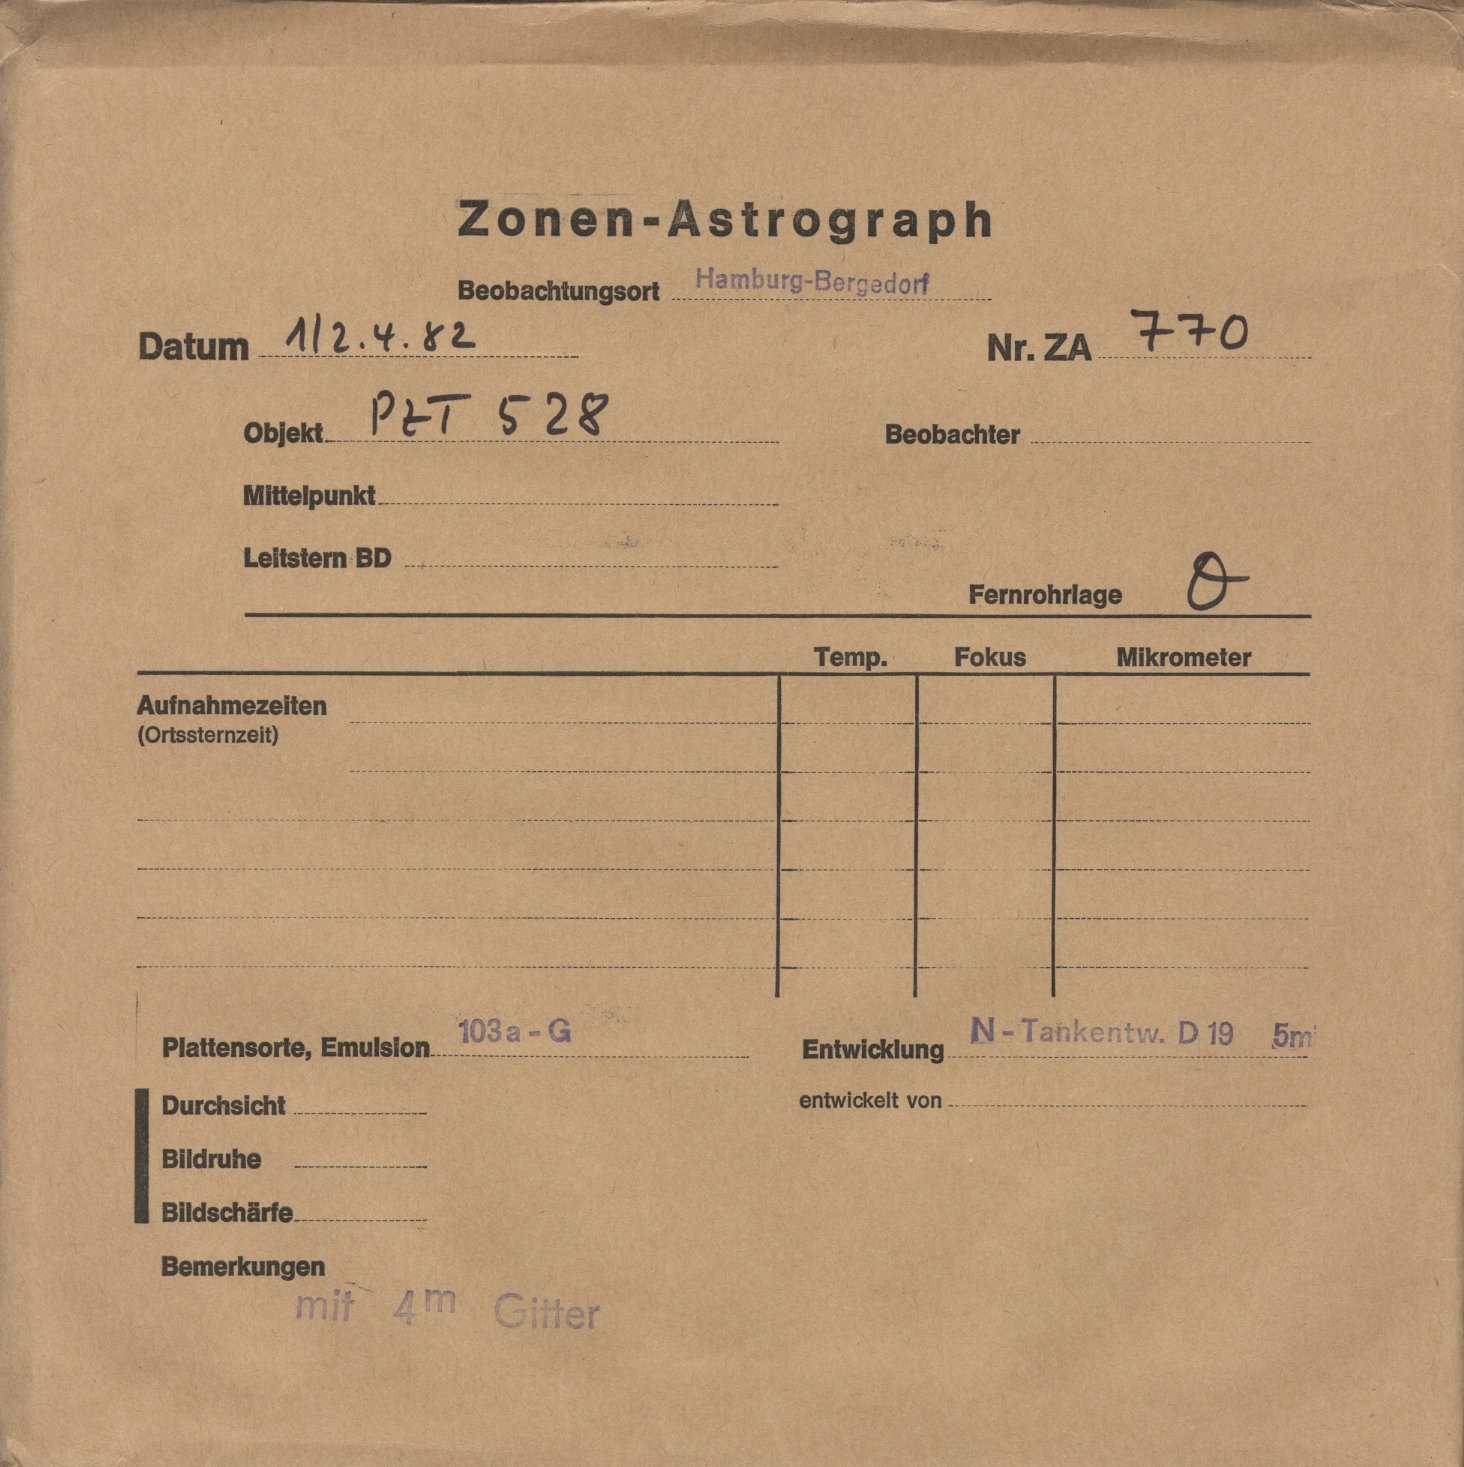 Zonen-Astrograph
Beobachtungsort Hamburg-Bergedorf
Datum 1/2.4.82 Nr. ZA 770
Objekt PZT 528 Beobachter
Mittelpunkt
Leitstern BD
Fernrohrlage O
Temp. Fokus Mikrometer
Aufnahmezeiten
(Ortssternzeit)
Plattensorte, Emulsion 103a-G Entwicklung N-Tankentw. D 19 5m
Durchsicht entwickelt von
Bildruhe
Bildschärfe
Bemerkungen
mit 4m Gitter